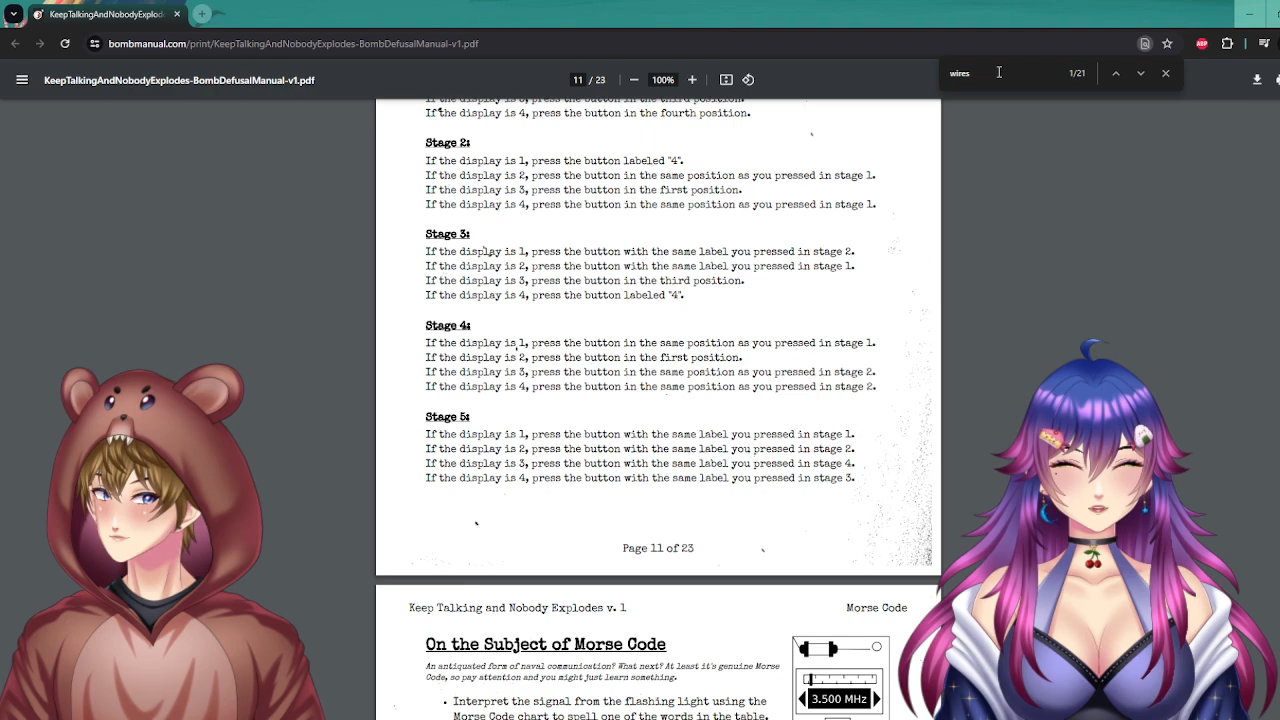 KeepTalkingAndNobodyExplodes
bombmanual.com/print/KeepTalkingAndNobodyExplodes-BombDefusalManual-v1.pdf
ABP
wires
1/21
KeepTalkingAndNobodyExplodes-BombDefusalManual-v1.pdf
11 / 23
100%
If the display is 4, press the button in the fourth position.
Stage 2:
If the display is 1, press the button labeled "4".
If the display is 2, press the button in the same position as you pressed in stage 1.
If the display is 3, press the button in the first position.
If the display is 4, press the button in the same position as you pressed in stage 1.
Stage 3:
If the display is 1, press the button with the same label you pressed in stage 2.
If the display is 2, press the button with the same label you pressed in stage 1.
If the display is 3, press the button in the third position.
If the display is 4, press the button labeled "4".
Stage 4:
If the display is 1, press the button in the same position as you pressed in stage 1.
If the display is 2, press the button in the first position.
If the display is 3, press the button in the same position as you pressed in stage 2.
If the display is 4, press the button in the same position as you pressed in stage 2.
Stage 5:
If the display is 1, press the button with the same label you pressed in stage 1.
If the display is 2, press the button with the same label you pressed in stage 2.
If the display is 3, press the button with the same label you pressed in stage 4.
If the display is 4, press the button with the same label you pressed in stage 3.
Page 11 of 23
Keep Talking and Nobody Explodes v. 1
Morse Code
On the Subject of Morse Code
An antiquated form of naval communication? What next? At least it's genuine Morse
Code, so pay attention and you might just learn something.
• Interpret the signal from the flashing light using the
Morse Code chart to spell one of the words in the table.
3.500 MHz